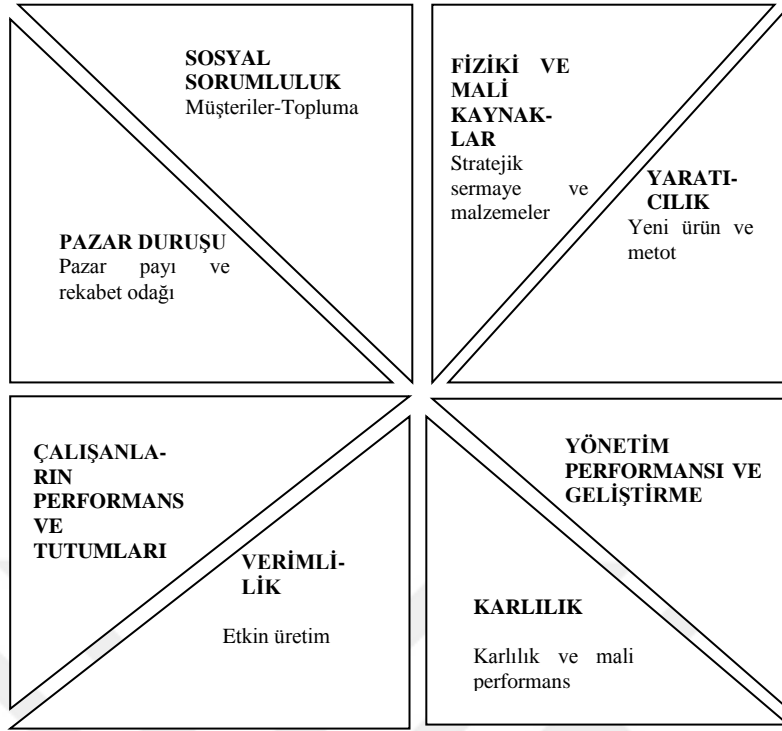 SOSYAL
SORUMLULUK
Müşteriler-Topluma
PAZAR DURUŞU
Pazar payı ve
rekabet odağı
FİZİKİ VE
MALİ
KAYNAK-
LAR
Stratejik
sermaye ve
malzemeler
YARATI-
CILIK
Yeni ürün ve
metot
ÇALIŞANLA-
RIN
PERFORMANS
VE
TUTUMLARI
VERİMLİ-
LİK
Etkin üretim
YÖNETİM
PERFORMANSI VE
GELİŞTİRME
KARLILIK
Karlılık ve mali
performans